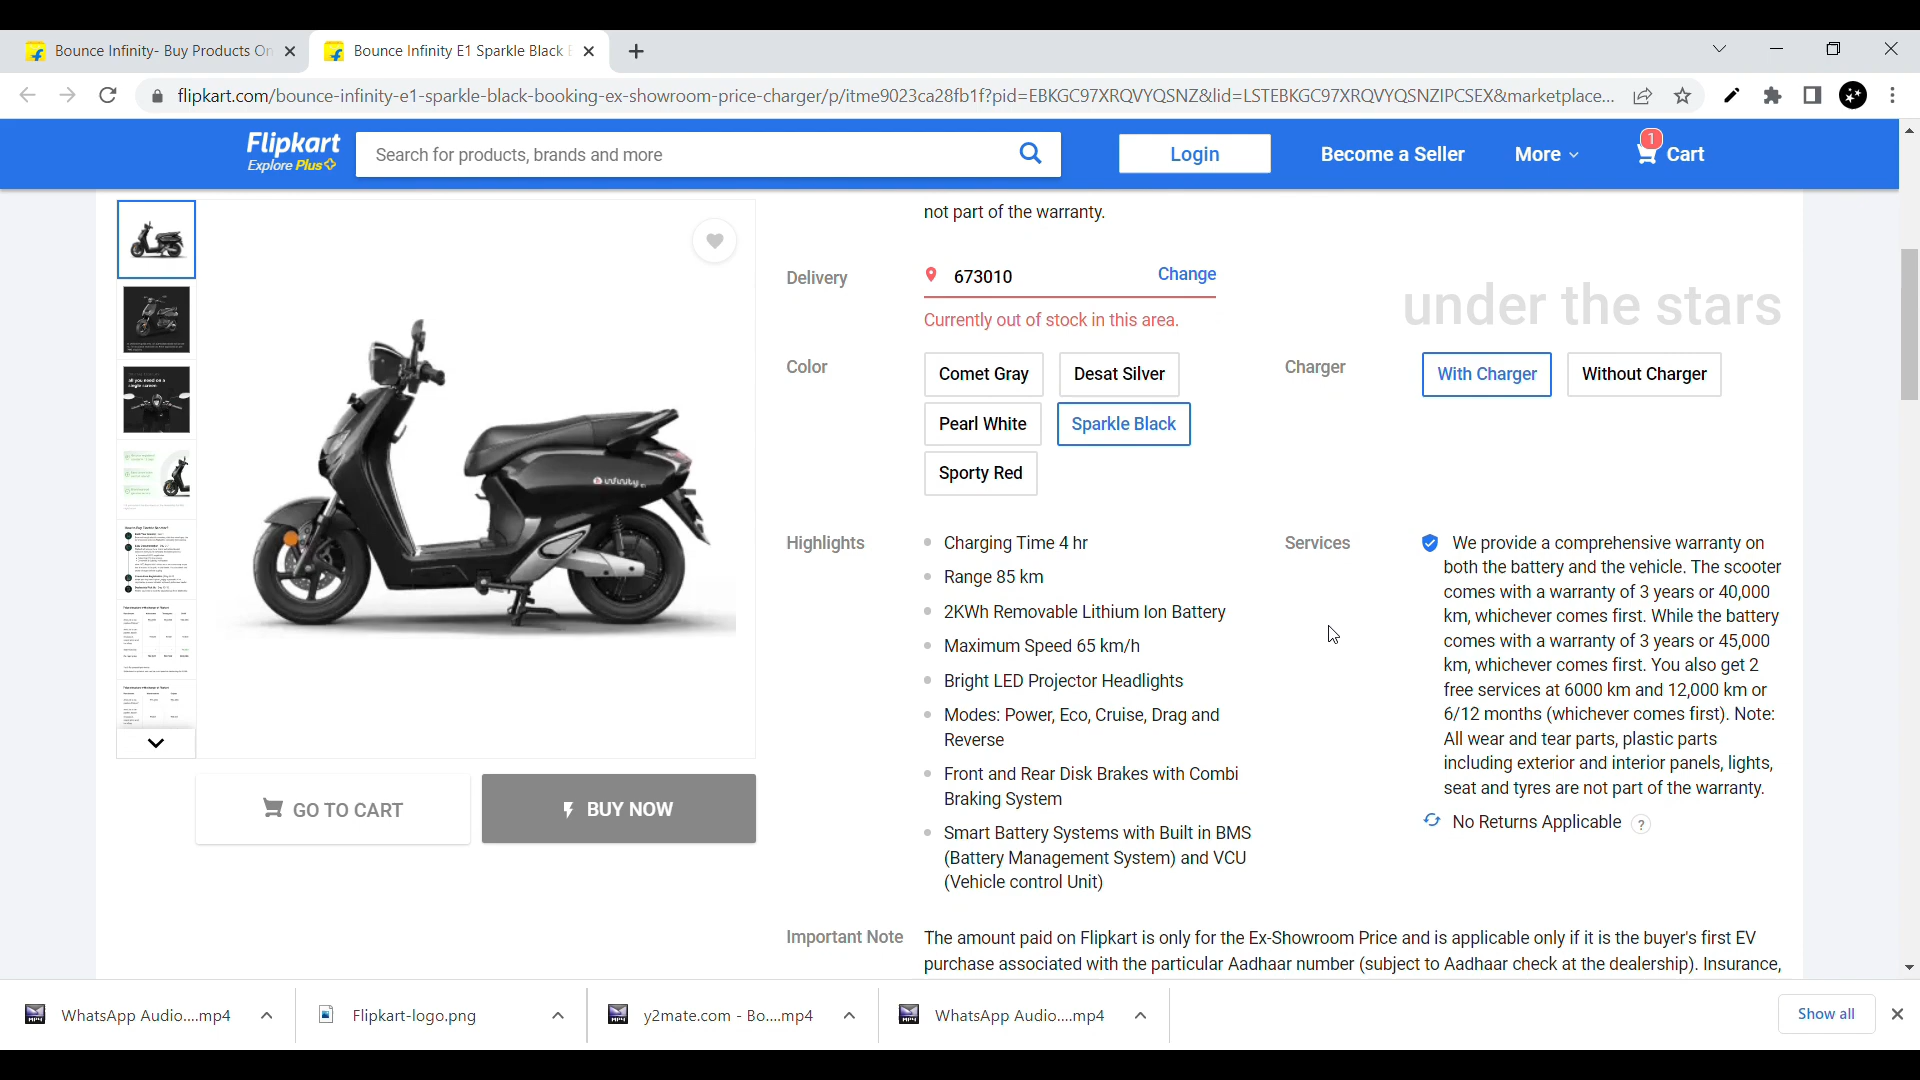 Bounce Infinity- Buy Products On
Bounce Infinity E1 Sparkle Black
flipkart.com/bounce-infinity-e1-sparkle-black-booking-ex-showroom-price-charger/p/itme9023ca28fb1f?pid=EBKGC97XRQVYQSNZ&lid=LSTEBKGC97XRQVYQSNZIPCSEX&marketplace...
Flipkart
Explore Plus
Search for products, brands and more
Login
Become a Seller
More
1
Cart
not part of the warranty.
Delivery
673010
Change
Currently out of stock in this area.
under the stars
Color
Comet Gray
Desat Silver
Pearl White
Sparkle Black
Sporty Red
Charger
With Charger
Without Charger
all you need on a
single screen
infinity E1
GO TO CART
BUY NOW
Highlights
Charging Time 4 hr
Range 85 km
2KWh Removable Lithium Ion Battery
Maximum Speed 65 km/h
Bright LED Projector Headlights
Modes: Power, Eco, Cruise, Drag and
Reverse
Front and Rear Disk Brakes with Combi
Braking System
Smart Battery Systems with Built in BMS
(Battery Management System) and VCU
(Vehicle control Unit)
Services
We provide a comprehensive warranty on
both the battery and the vehicle. The scooter
comes with a warranty of 3 years or 40,000
km, whichever comes first. While the battery
comes with a warranty of 3 years or 45,000
km, whichever comes first. You also get 2
free services at 6000 km and 12,000 km or
6/12 months (whichever comes first). Note:
All wear and tear parts, plastic parts
including exterior and interior panels, lights,
seat and tyres are not part of the warranty.
No Returns Applicable ?
Important Note
The amount paid on Flipkart is only for the Ex-Showroom Price and is applicable only if it is the buyer's first EV
purchase associated with the particular Aadhaar number (subject to Aadhaar check at the dealership). Insurance,
WhatsApp Audio....mp4
Flipkart-logo.png
y2mate.com - Bo....mp4
WhatsApp Audio....mp4
Show all